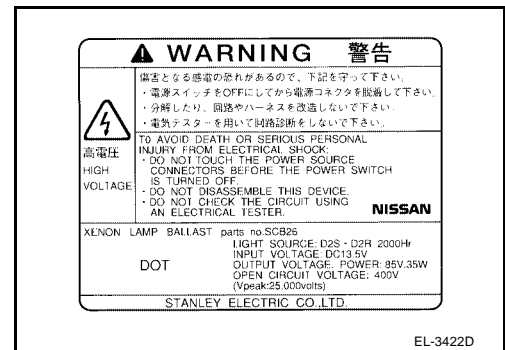 WARNING 警告
傷害となる感電の恐れがあるので、下記を守って下さい。
・電源スイッチをOFFにしてから電源コネクタを脱着して下さい。
・分解したり、回路やハーネスを改造しないで下さい。
・電気テスターを用いて回路診断をしないで下さい。
高電圧
HIGH
VOLTAGE
TO AVOID DEATH OR SERIOUS PERSONAL
INJURY FROM ELECTRICAL SHOCK:
・DO NOT TOUCH THE POWER SOURCE
CONNECTORS BEFORE THE POWER SWITCH
IS TURNED OFF.
・DO NOT DISASSEMBLE THIS DEVICE.
・DO NOT CHECK THE CIRCUIT USING
AN ELECTRICAL TESTER.
NISSAN
XENON LAMP BALLAST parts no.SCB26
DOT
LIGHT SOURCE: D2S・D2R 2000Hr
INPUT VOLTAGE: DC13.5V
OUTPUT VOLTAGE. POWER: 85V.35W
OPEN CIRCUIT VOLTAGE: 400V
(Vpeak:25,000volts)
STANLEY ELECTRIC CO.,LTD.
EL-3422D